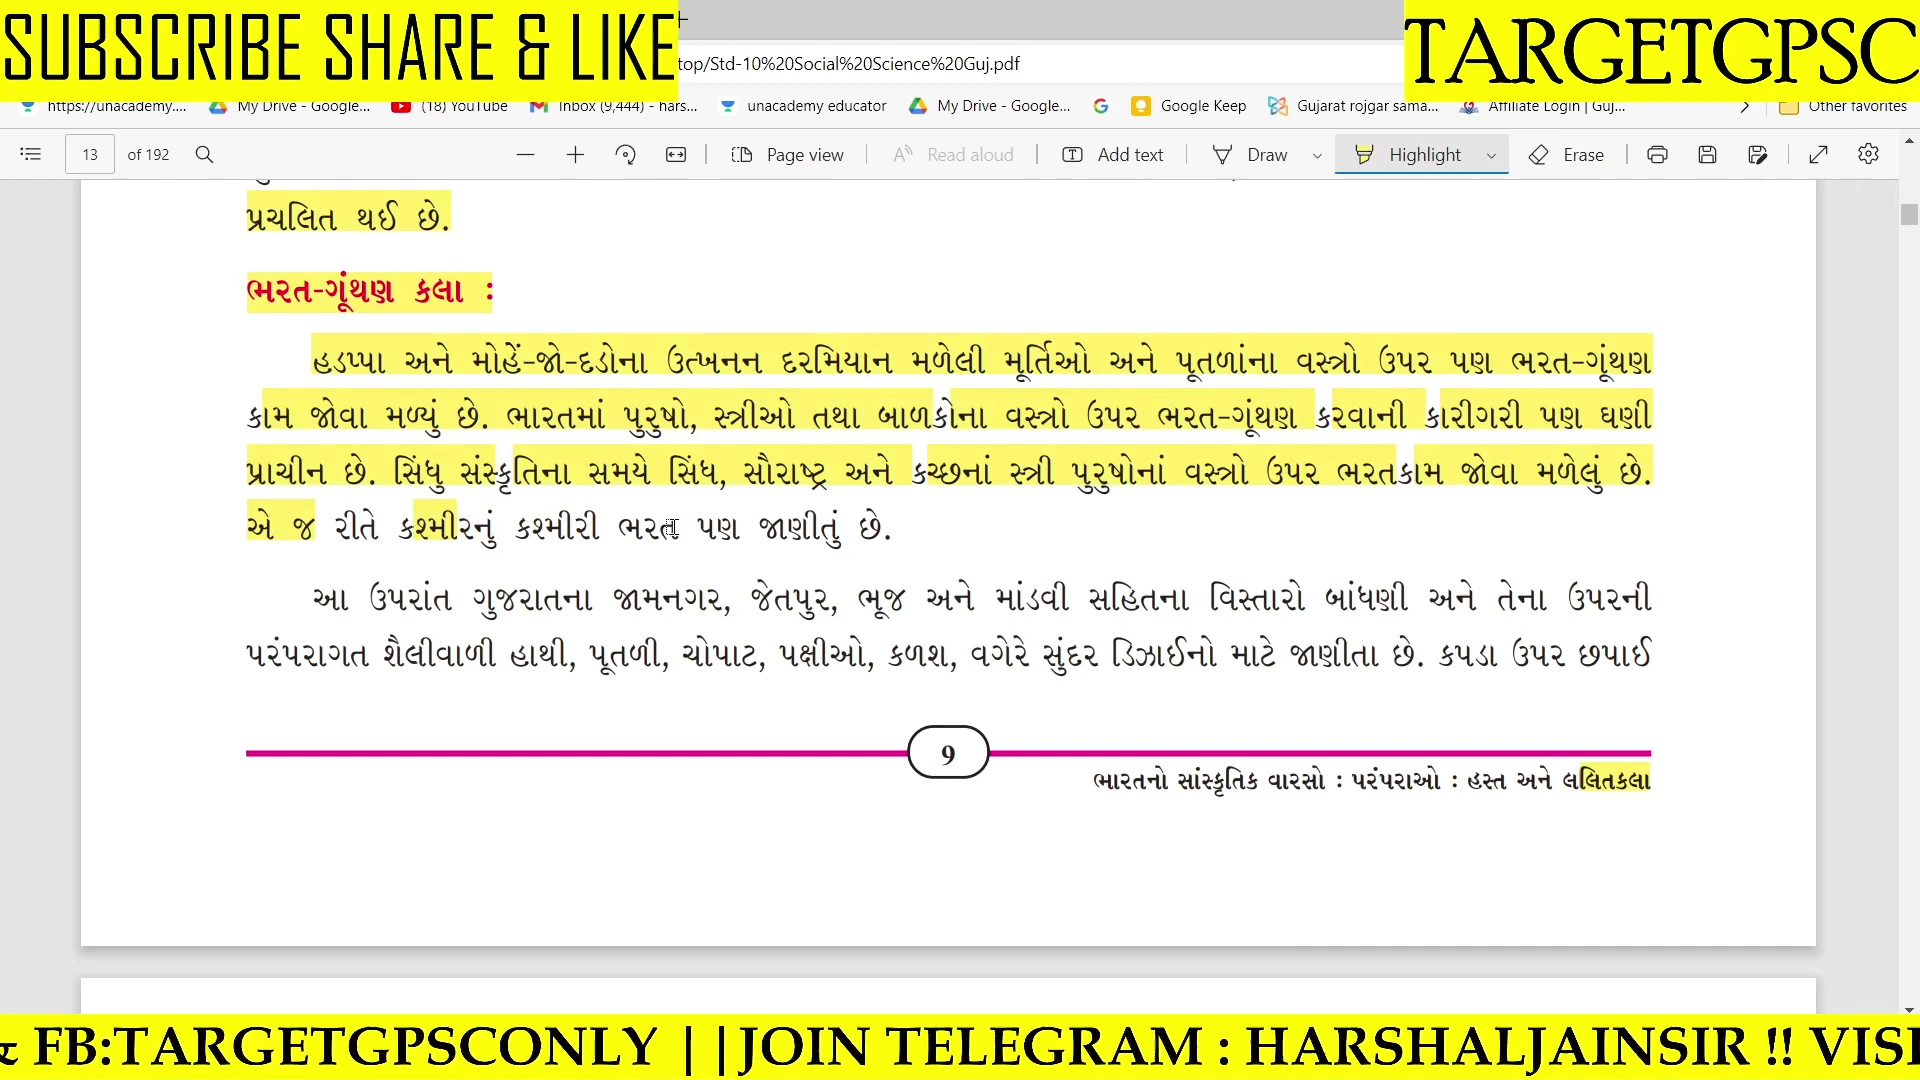 SUBSCRIBE SHARE & LIKE
top/Std-10%20Social%20Science%20Guj.pdf
TARGETGPSC
https://unacademy.... My Drive - Google... (18) YouTube Inbox (9,444) - hars... unacademy educator My Drive - Google... Google Keep Gujarat rojgar sama... Affiliate Login | Guj... Other favorites
13 of 192 Page view Read aloud Add text Draw Highlight Erase
પ્રચલિત થઈ છે.
ભરત-ગૂંથણ કલા :
હડપ્પા અને મોહેં-જો-દડોના ઉત્ખનન દરમિયાન મળેલી મૂર્તિઓ અને પૂતળાંના વસ્ત્રો ઉપર પણ ભરત-ગૂંથણ
કામ જોવા મળ્યું છે. ભારતમાં પુરુષો, સ્ત્રીઓ તથા બાળકોના વસ્ત્રો ઉપર ભરત-ગૂંથણ કરવાની કારીગરી પણ ઘણી
પ્રાચીન છે. સિંધુ સંસ્કૃતિના સમયે સિંધ, સૌરાષ્ટ્ર અને કચ્છનાં સ્ત્રી પુરુષોનાં વસ્ત્રો ઉપર ભરતકામ જોવા મળેલું છે.
એ જ રીતે કશ્મીરનું કશ્મીરી ભરત પણ જાણીતું છે.
આ ઉપરાંત ગુજરાતના જામનગર, જેતપુર, ભૂજ અને માંડવી સહિતના વિસ્તારો બાંધણી અને તેના ઉપરની
પરંપરાગત શૈલીવાળી હાથી, પૂતળી, ચોપાટ, પક્ષીઓ, કળશ, વગેરે સુંદર ડિઝાઈનો માટે જાણીતા છે. કપડા ઉપર છપાઈ
9
ભારતનો સાંસ્કૃતિક વારસો : પરંપરાઓ : હસ્ત અને લલિતકલા
& FB:TARGETGPSCONLY ||JOIN TELEGRAM : HARSHALJAINSIR !! VISI